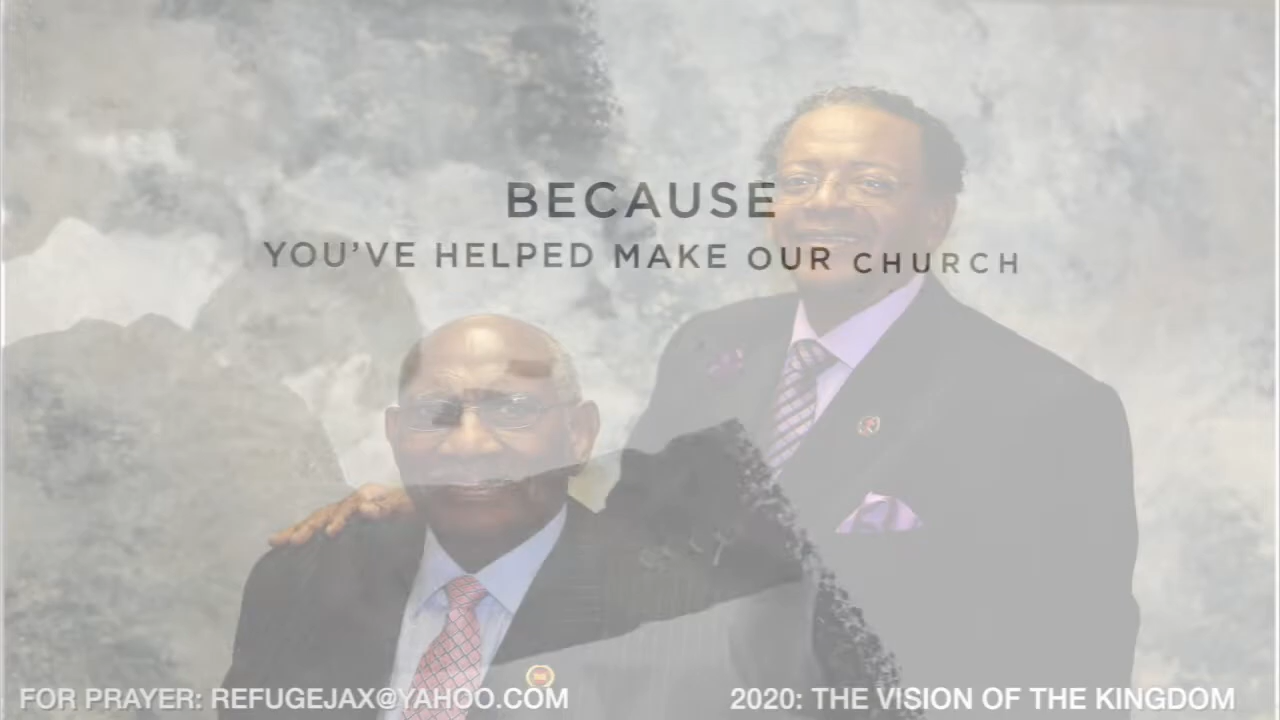 BECAUSE
YOU’VE HELPED MAKE OUR CHURCH
FOR PRAYER: REFUGEJAX@YAHOO.COM
2020: THE VISION OF THE KINGDOM